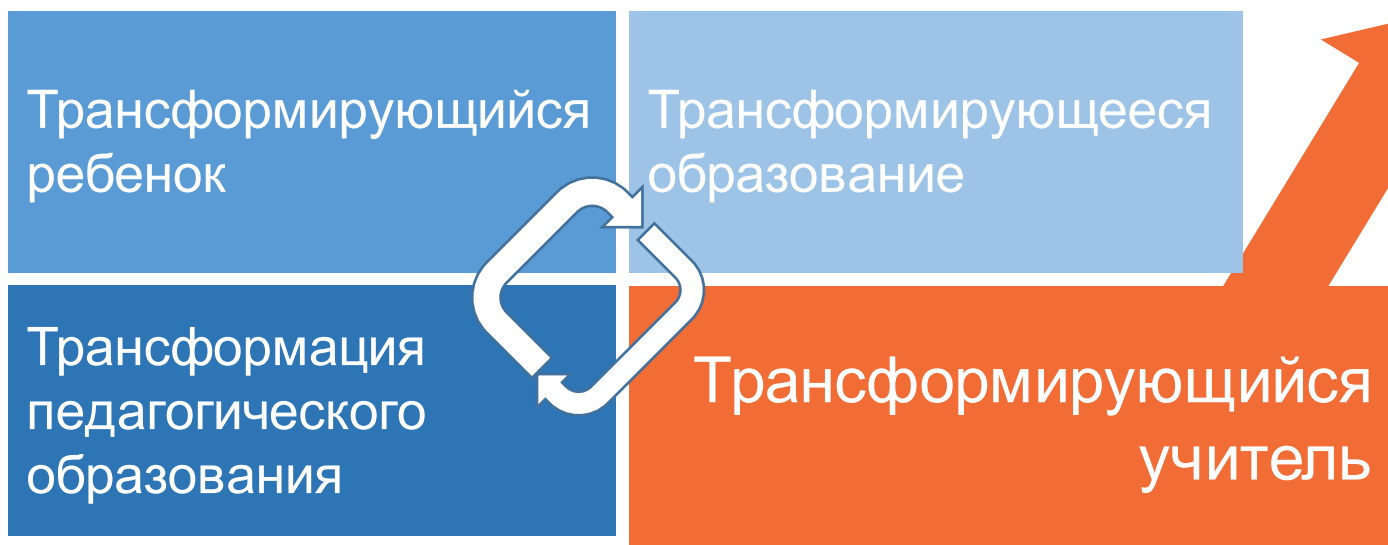 Трансформирующийся
ребенок
Трансформирующееся
образование
Трансформация
педагогического
образования
Трансформирующийся
учитель